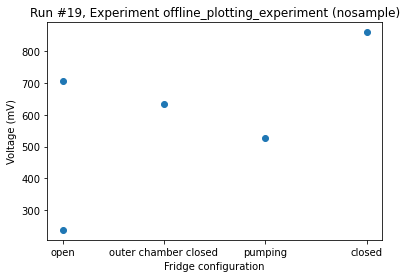 Run #19, Experiment offline_plotting_experiment (nosample)
800
700
600
500
400
300
Voltage (mV)
open outer chamber closed pumping closed
Fridge configuration